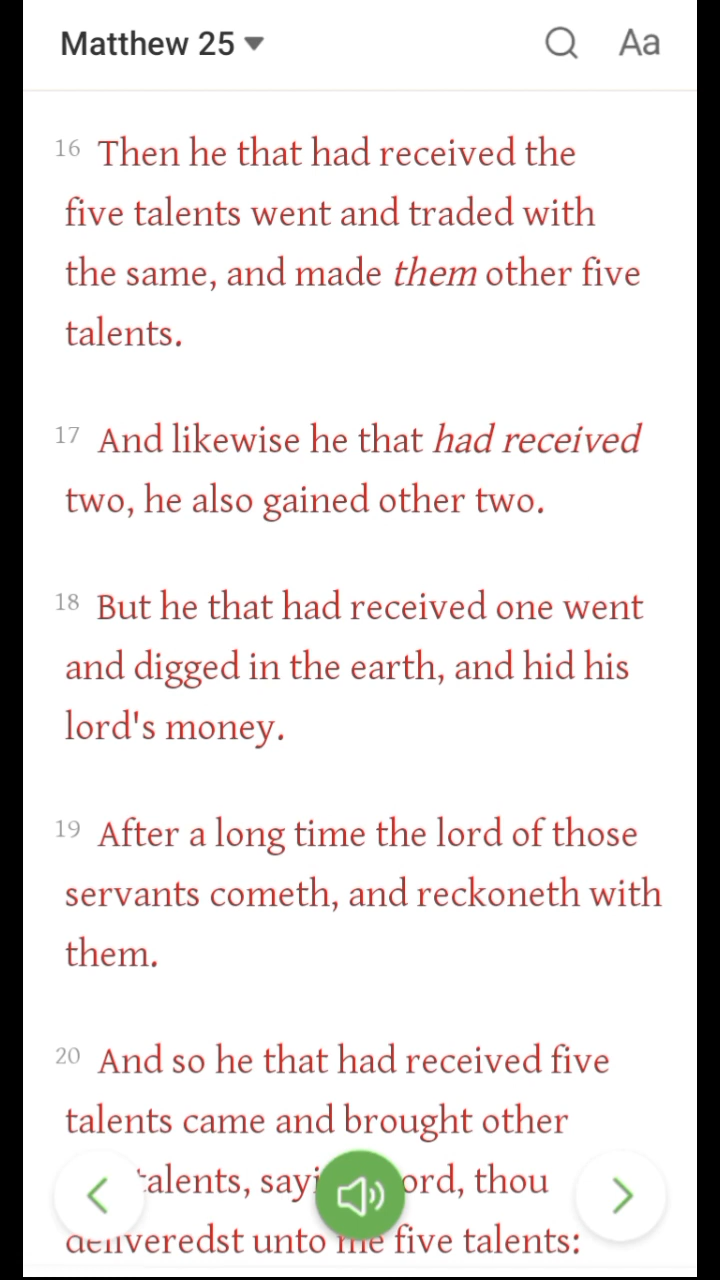 Matthew 25
Aa
16 Then he that had received the
five talents went and traded with
the same, and made them other five
talents.
17 And likewise he that had received
two, he also gained other two.
18 But he that had received one went
and digged in the earth, and hid his
lord's money.
19 After a long time the lord of those
servants cometh, and reckoneth with
them.
20 And so he that had received five
talents came and brought other
talents, thou
deliveredst unto me five talents: